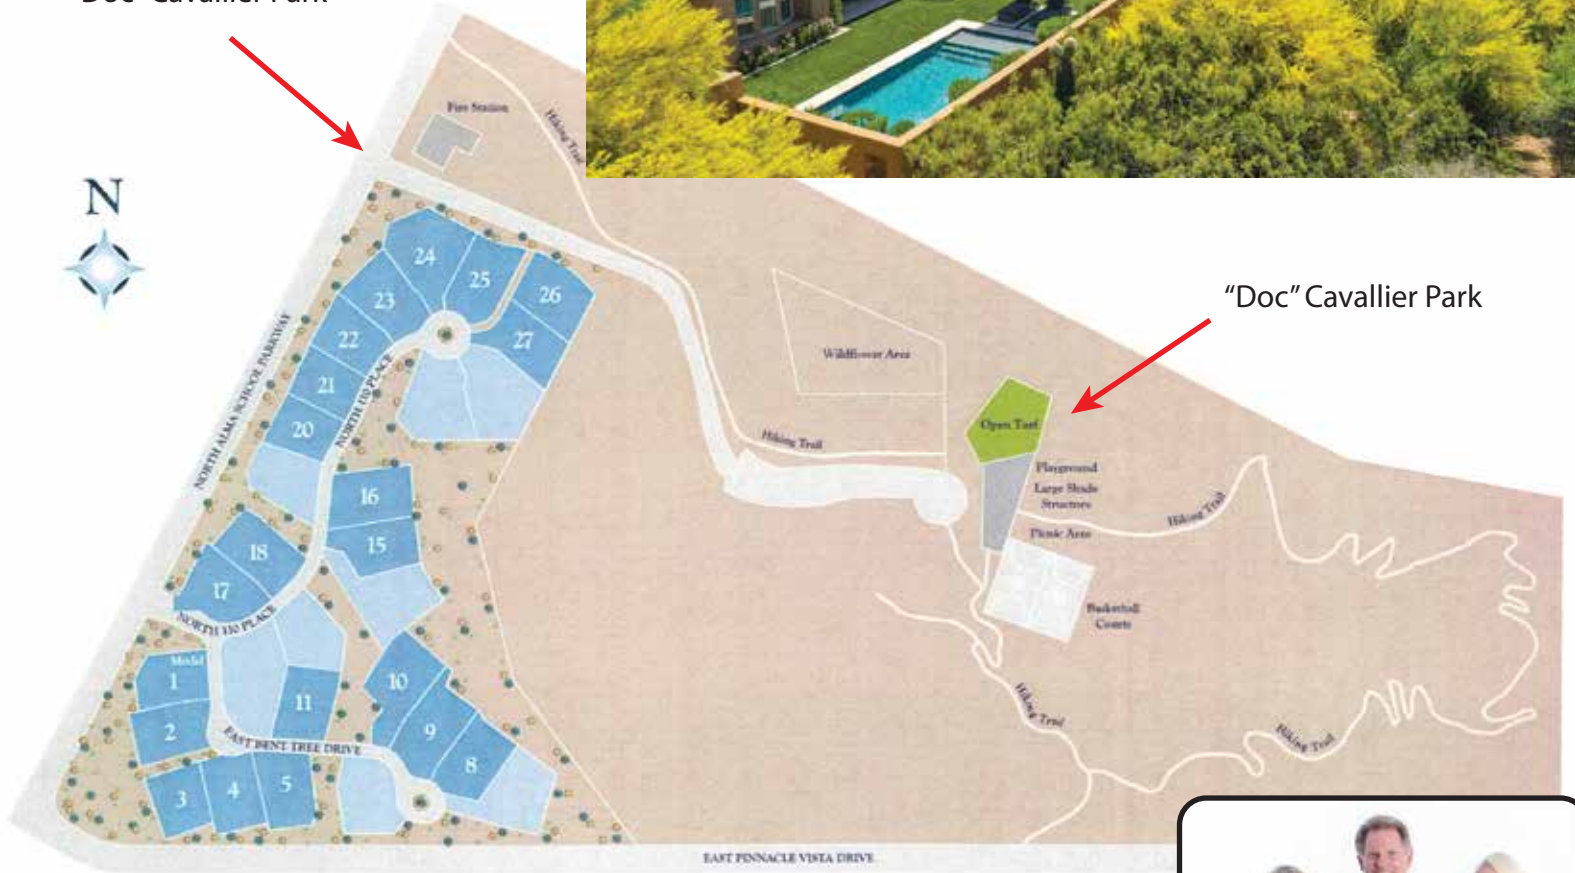 "Doc" Cavallier Park
Fire Station
Hiking Trail
N
24
25
26
23
27
22
21
20
NORTH ALMA SCHOOL PARKWAY
NORTH 110 PLACE
"Doc" Cavallier Park
Wildflower Area
Open Turf
Hiking Trail
Playground
Large Shade
Structure
Picnic Area
Hiking Trail
16
15
18
17
NORTH 110 PLACE
Basketball
Courts
Model
1
2
10
11
9
8
EAST BENT TREE DRIVE
3
4
5
Hiking Trail
Hiking Trail
EAST PINNACLE VISTA DRIVE